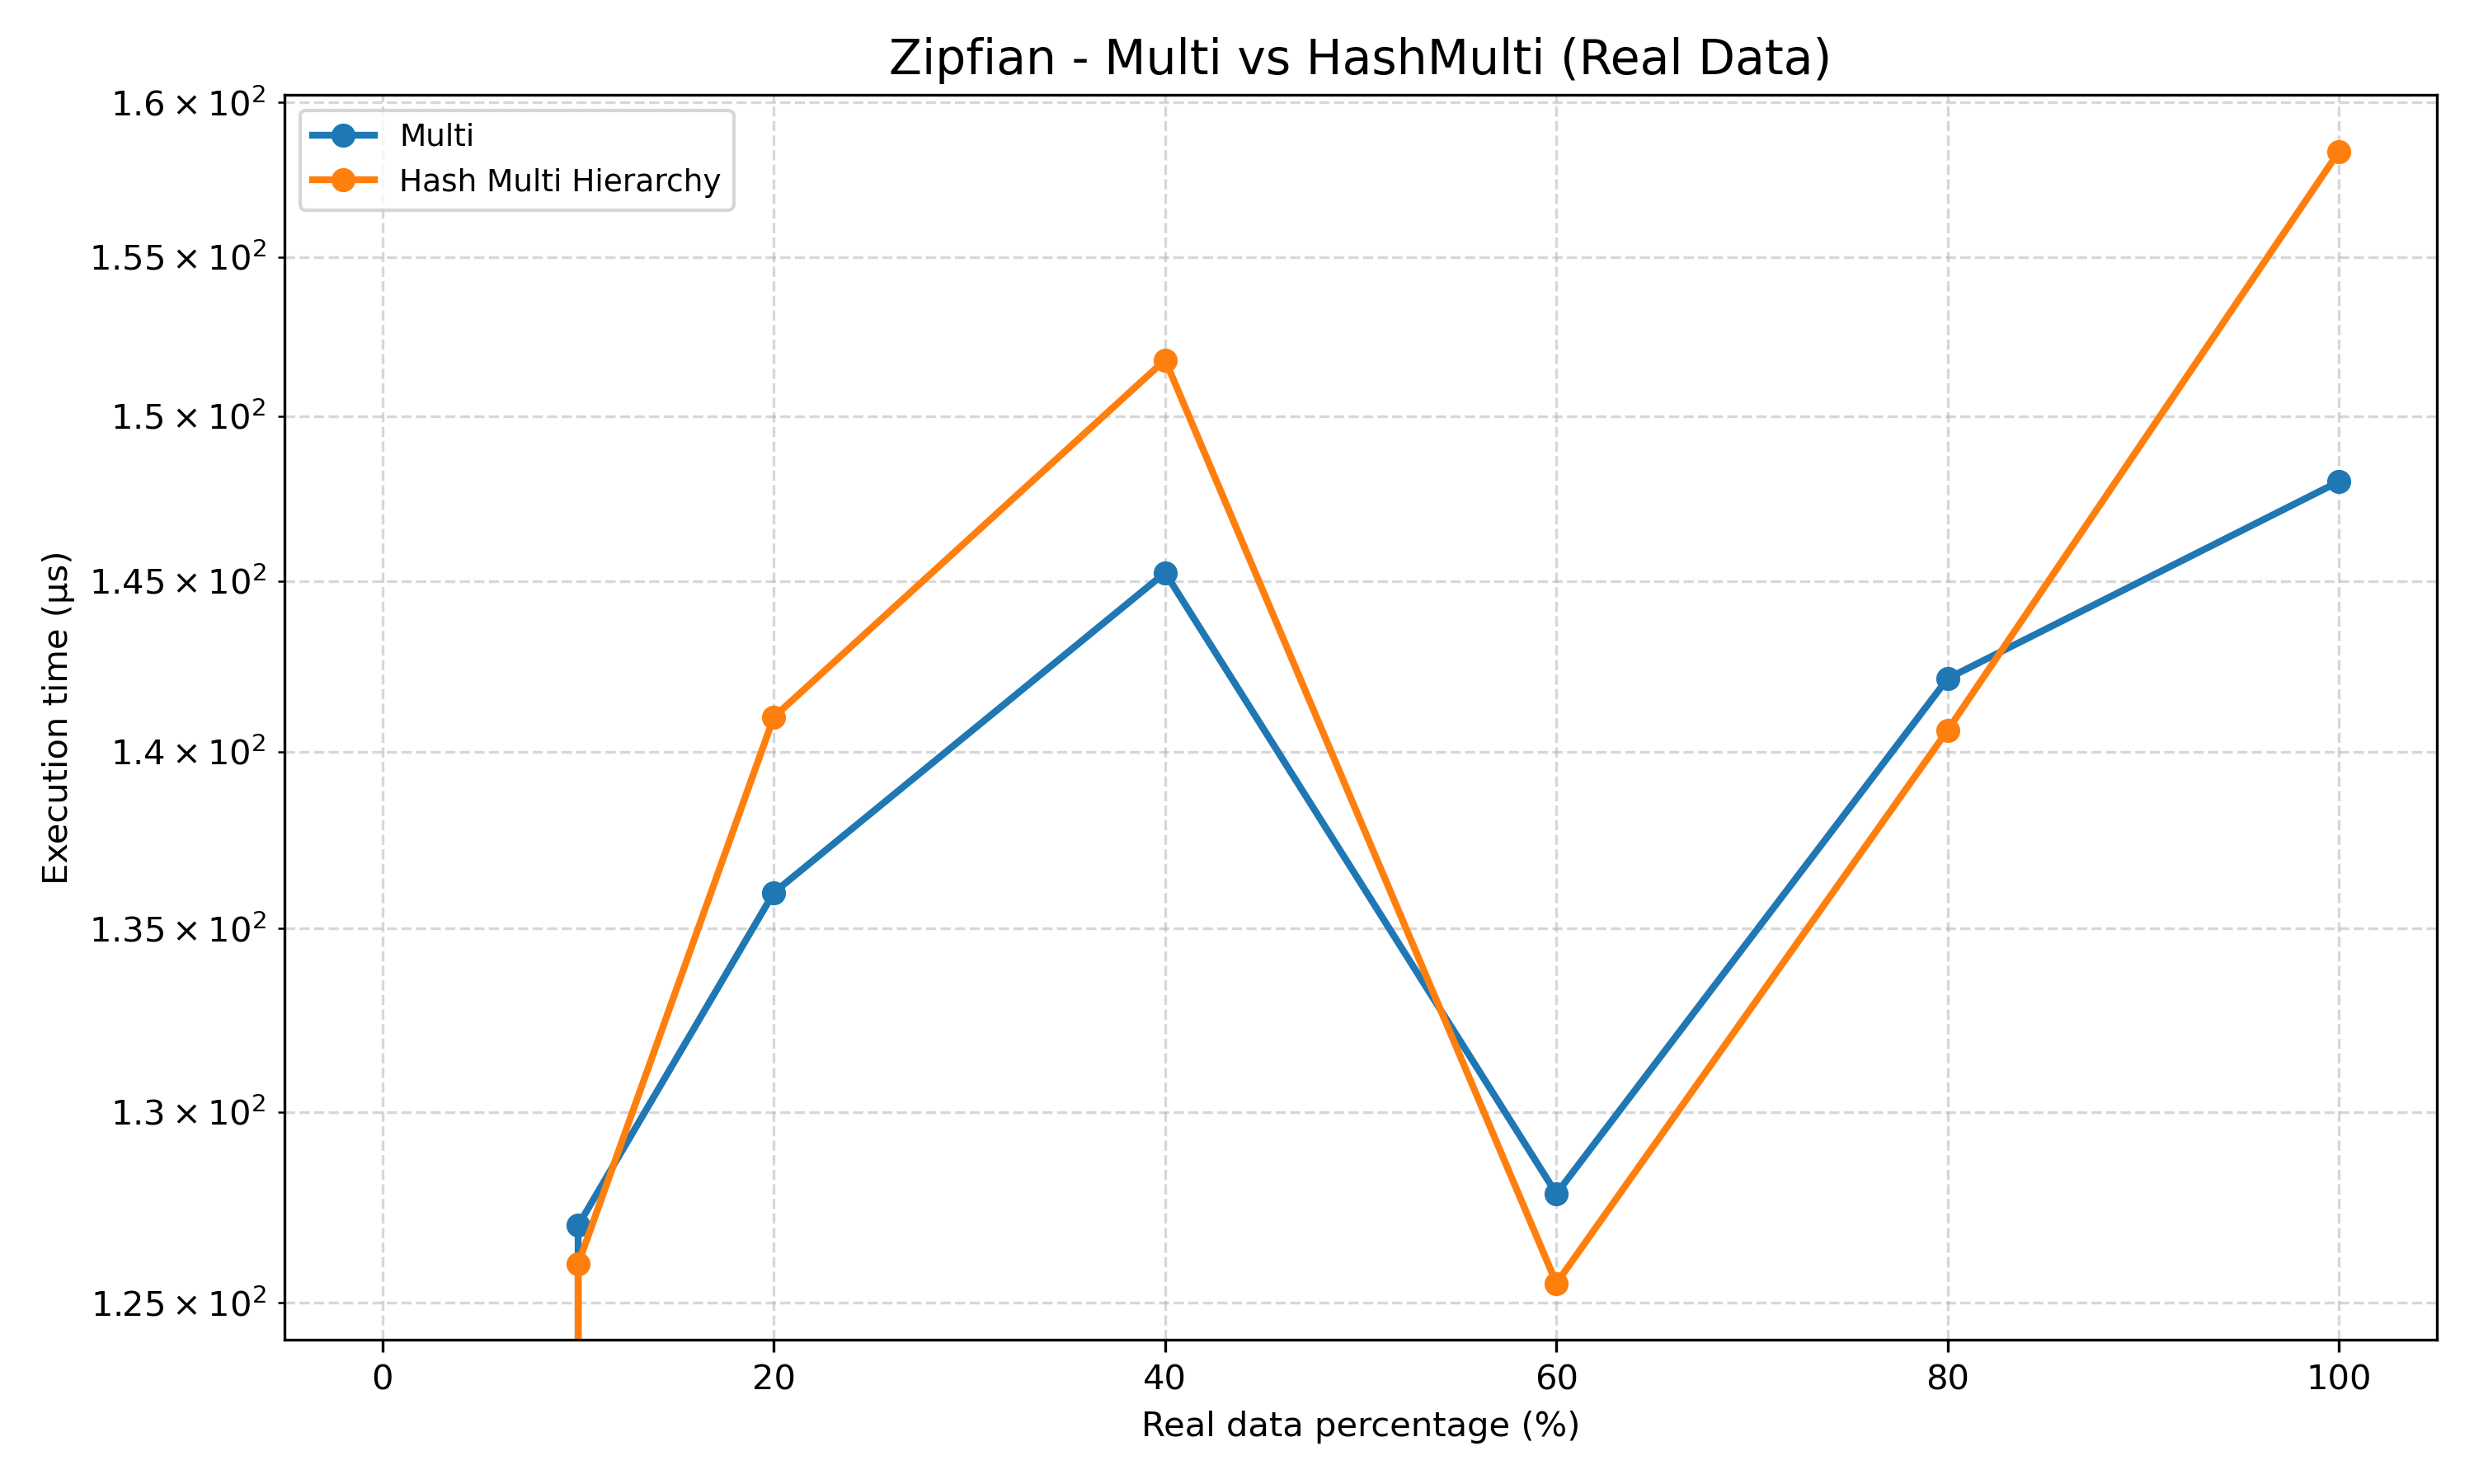 Zipfian - Multi vs HashMulti (Real Data)
Multi
Hash Multi Hierarchy
Execution time (µs)
1.6 × 10²
1.55 × 10²
1.5 × 10²
1.45 × 10²
1.4 × 10²
1.35 × 10²
1.3 × 10²
1.25 × 10²
0 20 40 60 80 100
Real data percentage (%)